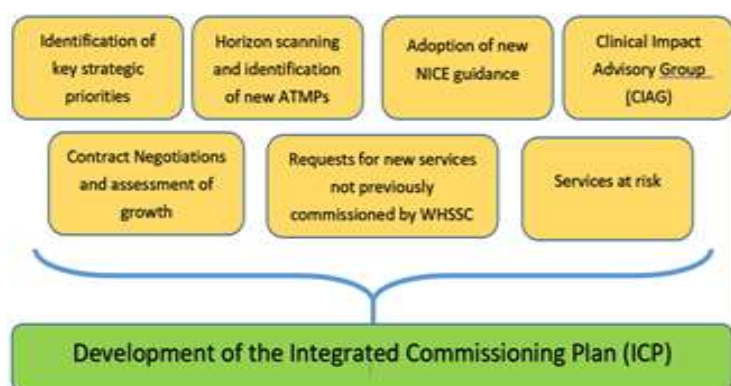 Identification of
key strategic
priorities
Horizon scanning
and identification
of new ATMPs
Adoption of new
NICE guidance
Clinical Impact
Advisory Group
(CIAG)
Contract Negotiations
and assessment of
growth
Requests for new services
not previously
commissioned by WHSSC
Services at risk
Development of the Integrated Commissioning Plan (ICP)